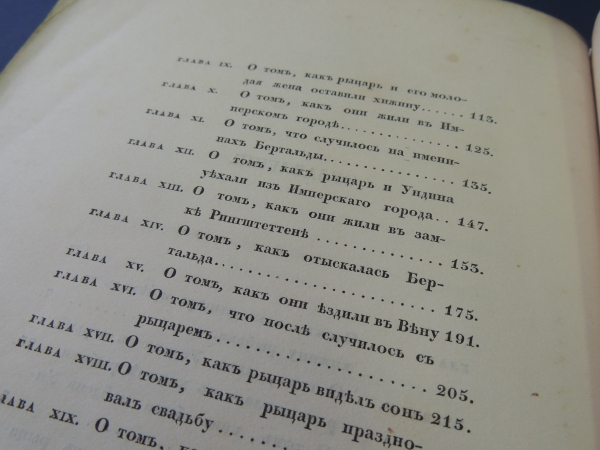 ГЛАВА IX. О томъ, какъ рыцарь и его моло-
дая жена оставили хижину...... 113.
ГЛАВА X. О томъ, какъ они жили въ Им-
перскомъ городѣ................ 125.
ГЛАВА XI. О томъ, что случилось на имени-
нахъ Бертальды................ 135.
ГЛАВА XII. О томъ, какъ рыцарь и Ундина
уѣхали изъ Имперскаго города.. 147.
ГЛАВА XIII. О томъ, какъ они жили въ зам-
кѣ Рингштеттенѣ .............. 153.
ГЛАВА XIV. О томъ, какъ отыскалась Бер-
тальда........................ 175.
ГЛАВА XV. О томъ, какъ они ѣздили въ Вѣну 191.
ГЛАВА XVI. О томъ, что послѣ случилось съ
рыцаремъ...................... 205.
ГЛАВА XVII. О томъ, какъ рыцарь видѣлъ сонъ 215.
ГЛАВА XVIII. О томъ, какъ рыцарь праздно-
валъ свадьбу ................
ГЛАВА XIX. О томъ,